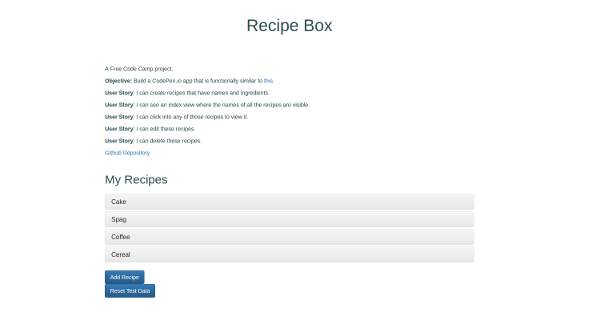 Recipe Box
A Free Code Camp project.
Objective: Build a CodePen.io app that is functionally similar to this.
User Story: I can create recipes that have names and ingredients.
User Story: I can see an index view where the names of all the recipes are visible.
User Story: I can click into any of those recipes to view it.
User Story: I can edit these recipes.
User Story: I can delete these recipes.
Github Repository
My Recipes
Cake
Spag
Coffee
Cereal
Add Recipe
Reset Test Data